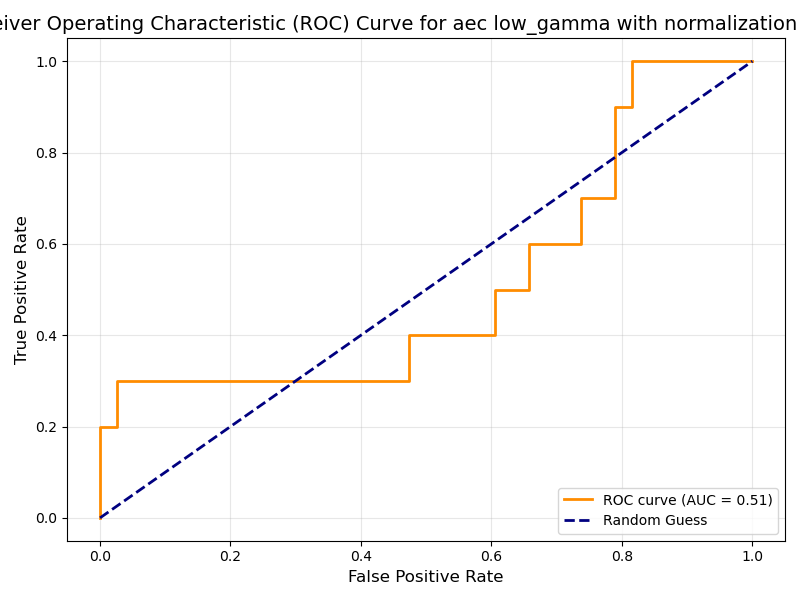 eiver Operating Characteristic (ROC) Curve for aec low_gamma with normalization
1.0
0.8
0.6
0.4
0.2
0.0
True Positive Rate
0.0 0.2 0.4 0.6 0.8 1.0
False Positive Rate
ROC curve (AUC = 0.51)
Random Guess